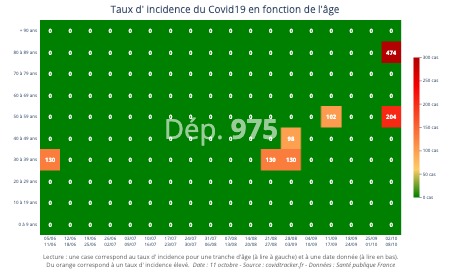 Taux d' incidence du Covid19 en fonction de l'âge
+ 90 ans 0 0 0 0 0 0 0 0 0 0 0 0 0 0 0 0 0 0
80 à 89 ans 0 0 0 0 0 0 0 0 0 0 0 0 0 0 0 0 0 474
70 à 79 ans 0 0 0 0 0 0 0 0 0 0 0 0 0 0 0 0 0 0
60 à 69 ans 0 0 0 0 0 0 0 0 0 0 0 0 0 0 0 0 0 0
50 à 59 ans 0 0 0 0 0 0 0 0 0 0 0 0 0 0 102 0 0 204
Dép. 975
40 à 49 ans 0 0 0 0 0 0 0 0 0 0 0 0 98 0 0 0 0
30 à 39 ans 130 0 0 0 0 0 0 0 0 0 0 130 130 0 0 0 0 0
20 à 29 ans 0 0 0 0 0 0 0 0 0 0 0 0 0 0 0 0 0 0
10 à 19 ans 0 0 0 0 0 0 0 0 0 0 0 0 0 0 0 0 0 0
0 à 9 ans 0 0 0 0 0 0 0 0 0 0 0 0 0 0 0 0 0 0
05/06 12/06 19/06 26/06 03/07 10/07 17/07 24/07 31/07 07/08 14/08 21/08 28/08 04/09 11/09 18/09 25/09 02/10
11/06 18/06 25/06 02/07 09/07 16/07 23/07 30/07 06/08 13/08 20/08 27/08 03/09 10/09 17/09 24/09 01/10 08/10
300 cas
250 cas
200 cas
150 cas
100 cas
50 cas
0 cas
Lecture : une case correspond au taux d' incidence pour une tranche d'âge (à lire à gauche) et à une date donnée (à lire en bas).
Du orange correspond à un taux d' incidence élevé. Date : 11 octobre - Source : covidtracker.fr - Données : Santé publique France